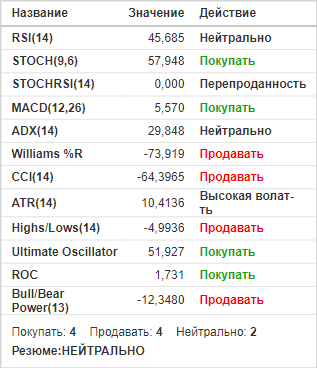 Название Значение Действие
RSI(14) 45,685 Нейтрально
STOCH(9,6) 57,948 Покупать
STOCHRSI(14) 0,000 Перепроданность
MACD(12,26) 5,570 Покупать
ADX(14) 29,848 Нейтрально
Williams %R -73,919 Продавать
CCI(14) -64,3965 Продавать
ATR(14) 10,4136 Высокая волат-
ть
Highs/Lows(14) -4,9936 Продавать
Ultimate Oscillator 51,927 Покупать
ROC 1,731 Покупать
Bull/Bear
Power(13) -12,3480 Продавать
Покупать: 4 Продавать: 4 Нейтрально: 2
Резюме:НЕЙТРАЛЬНО